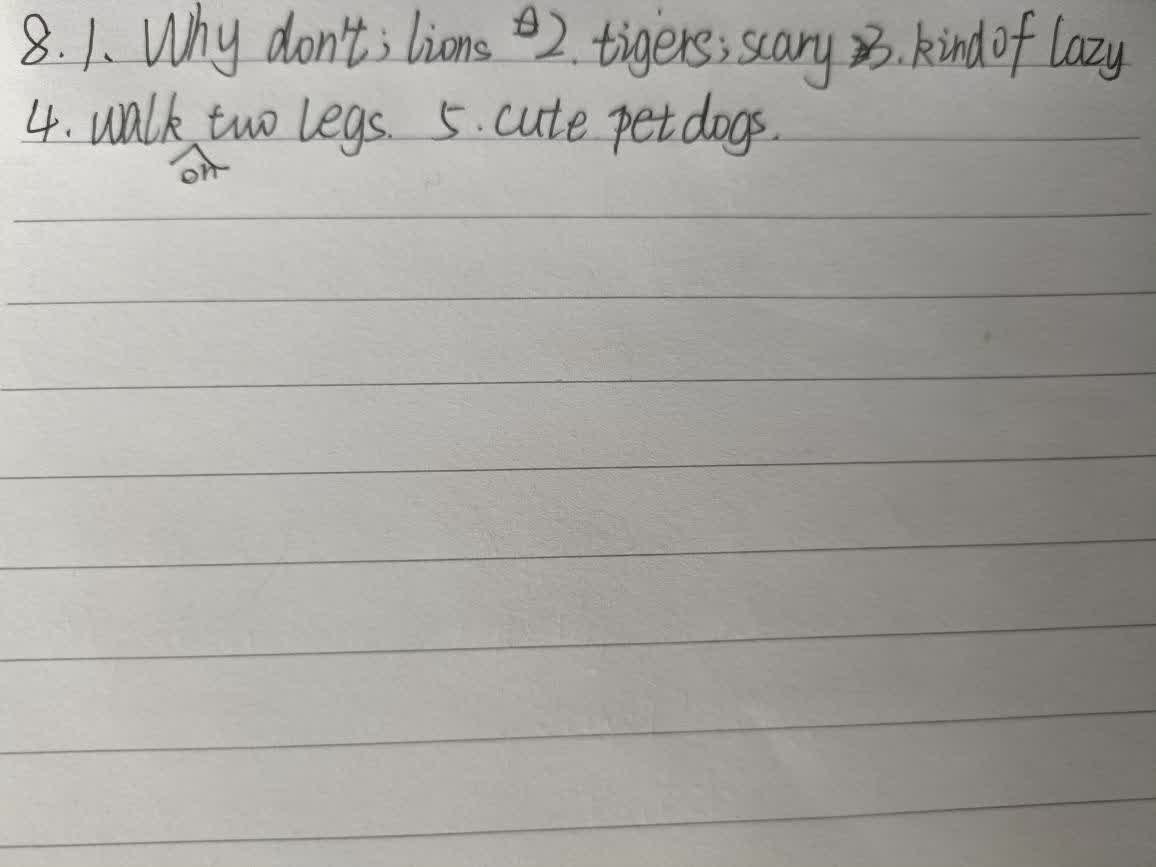 8. 1. Why don't; lions 2. tigers; scary 3. kind of lazy
4. walk on two legs. 5. cute pet dogs.